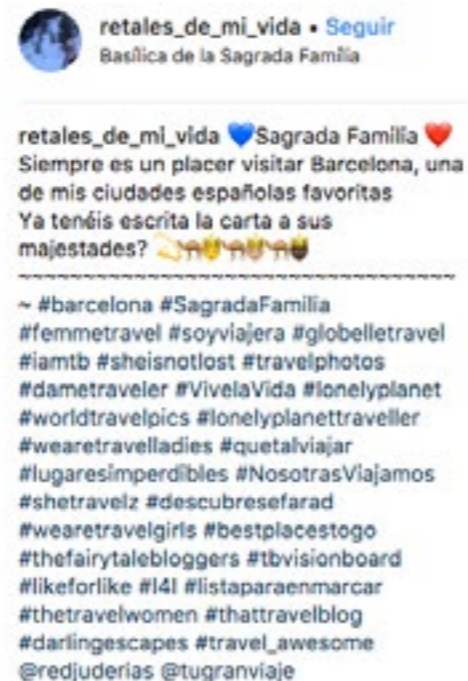 retales_de_mi_vida • Seguir
Basílica de la Sagrada Família
retales_de_mi_vida 💙Sagrada Familia ❤️
Siempre es un placer visitar Barcelona, una
de mis ciudades españolas favoritas
Ya tenéis escrita la carta a sus
majestades? 💫🐪🤴🐪🤴🐪🤴
~~~~~~~~~~~~~~~~~~~~~~~~~~~~~~~~~~
~ #barcelona #SagradaFamilia
#femmetravel #soyviajera #globelletravel
#iamtb #sheisnotlost #travelphotos
#dametraveler #VivelaVida #lonelyplanet
#worldtravelpics #lonelyplanettraveller
#wearetravelladies #quetalviajar
#lugaresimperdibles #NosotrasViajamos
#shetravelz #descubresefarad
#wearetravelgirls #bestplacestogo
#thefairytalebloggers #tbvisionboard
#likeforlike #l4l #listaparaenmarcar
#thetravelwomen #thattravelblog
#darlingescapes #travel_awesome
@redjuderias @tugranviaje